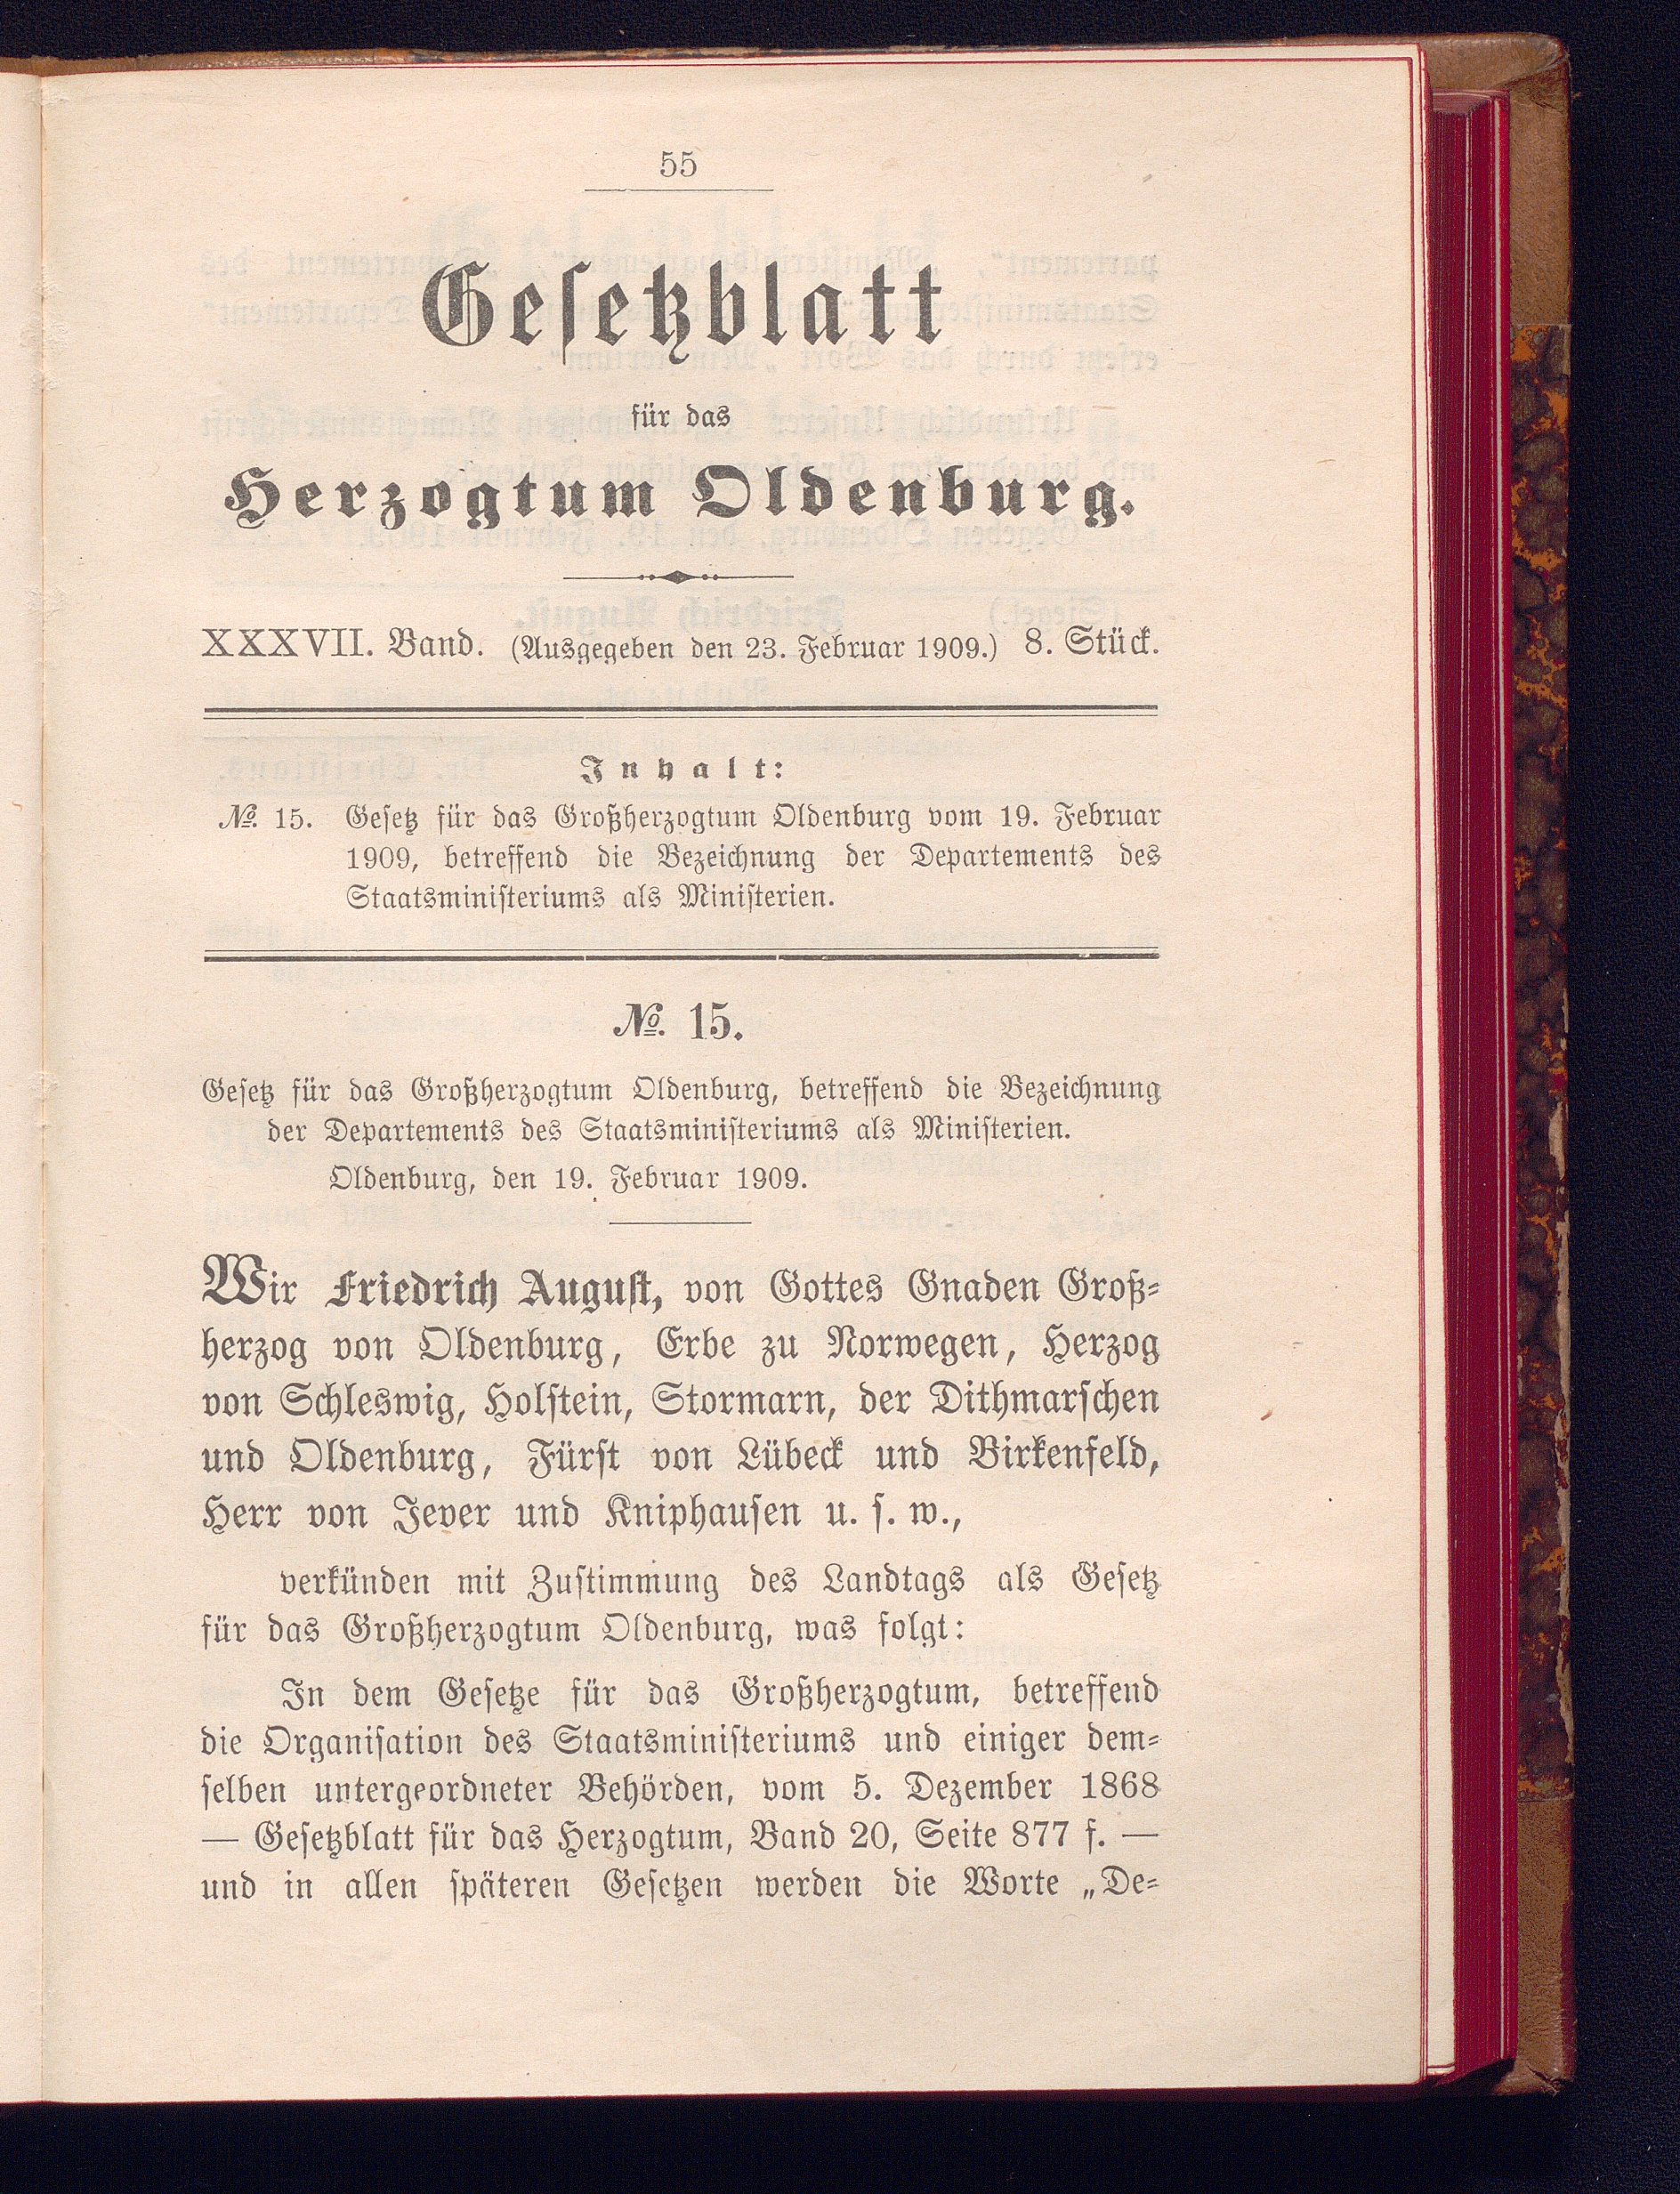 55
Gesetzblatt
für das
Herzogtum Oldenburg.
XXXVII. Band. (Ausgegeben den 23. Februar 1909.) 8. Stück.
Inhalt:
№. 15. Gesetz für das Großherzogtum Oldenburg vom 19. Februar
1909, betreffend die Bezeichnung der Departements des
Staatsministeriums als Ministerien.
№. 15.
Gesetz für das Großherzogtum Oldenburg, betreffend die Bezeichnung
der Departements des Staatsministeriums als Ministerien.
Oldenburg, den 19. Februar 1909.
Wir Friedrich August, von Gottes Gnaden Groß-
herzog von Oldenburg, Erbe zu Norwegen, Herzog
von Schleswig, Holstein, Stormarn, der Dithmarschen
und Oldenburg, Fürst von Lübeck und Birkenfeld,
Herr von Jever und Kniphausen u. s. w.,
verkünden mit Zustimmung des Landtags als Gesetz
für das Großherzogtum Oldenburg, was folgt:
In dem Gesetze für das Großherzogtum, betreffend
die Organisation des Staatsministeriums und einiger dem-
selben untergeordneter Behörden, vom 5. Dezember 1868
— Gesetzblatt für das Herzogtum, Band 20, Seite 877 f. —
und in allen späteren Gesetzen werden die Worte „De-